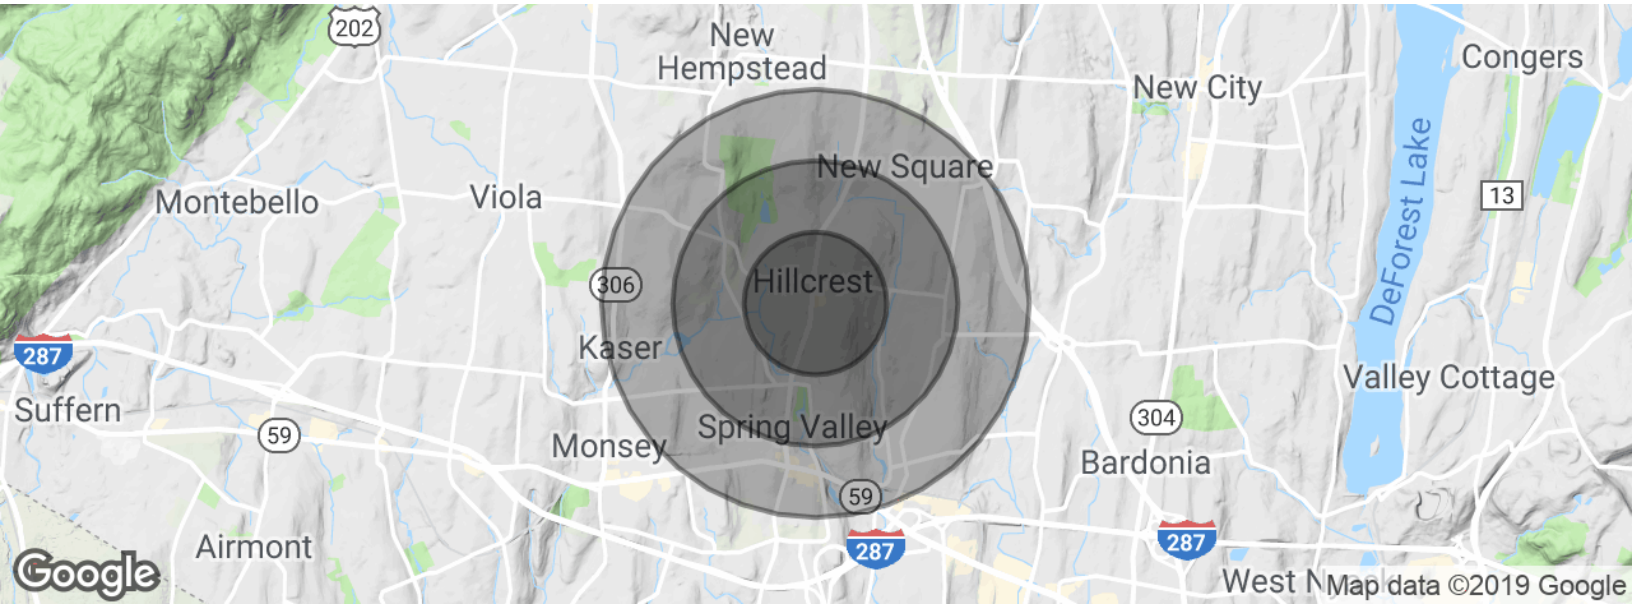 202
New
Hempstead
Congers
New City
DeForest Lake
New Square
13
Montebello
Viola
Hillcrest
306
Kaser
287
Valley Cottage
Suffern
59
304
Spring Valley
Monsey
Bardonia
59
287
287
Airmont
Google
West N
Map data ©2019 Google